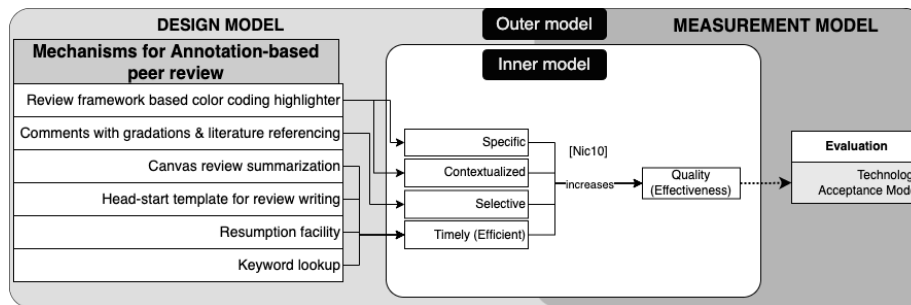 DESIGN MODEL
Outer model
MEASUREMENT MODEL
Mechanisms for Annotation-based
peer review
Inner model
Review framework based color coding highlighter
Comments with gradations & literature referencing
Canvas review summarization
Head-start template for review writing
Resumption facility
Keyword lookup
Specific
Contextualized
Selective
Timely (Efficient)
[Nic10]
increases
Quality
(Effectiveness)
Evaluation
Acceptance